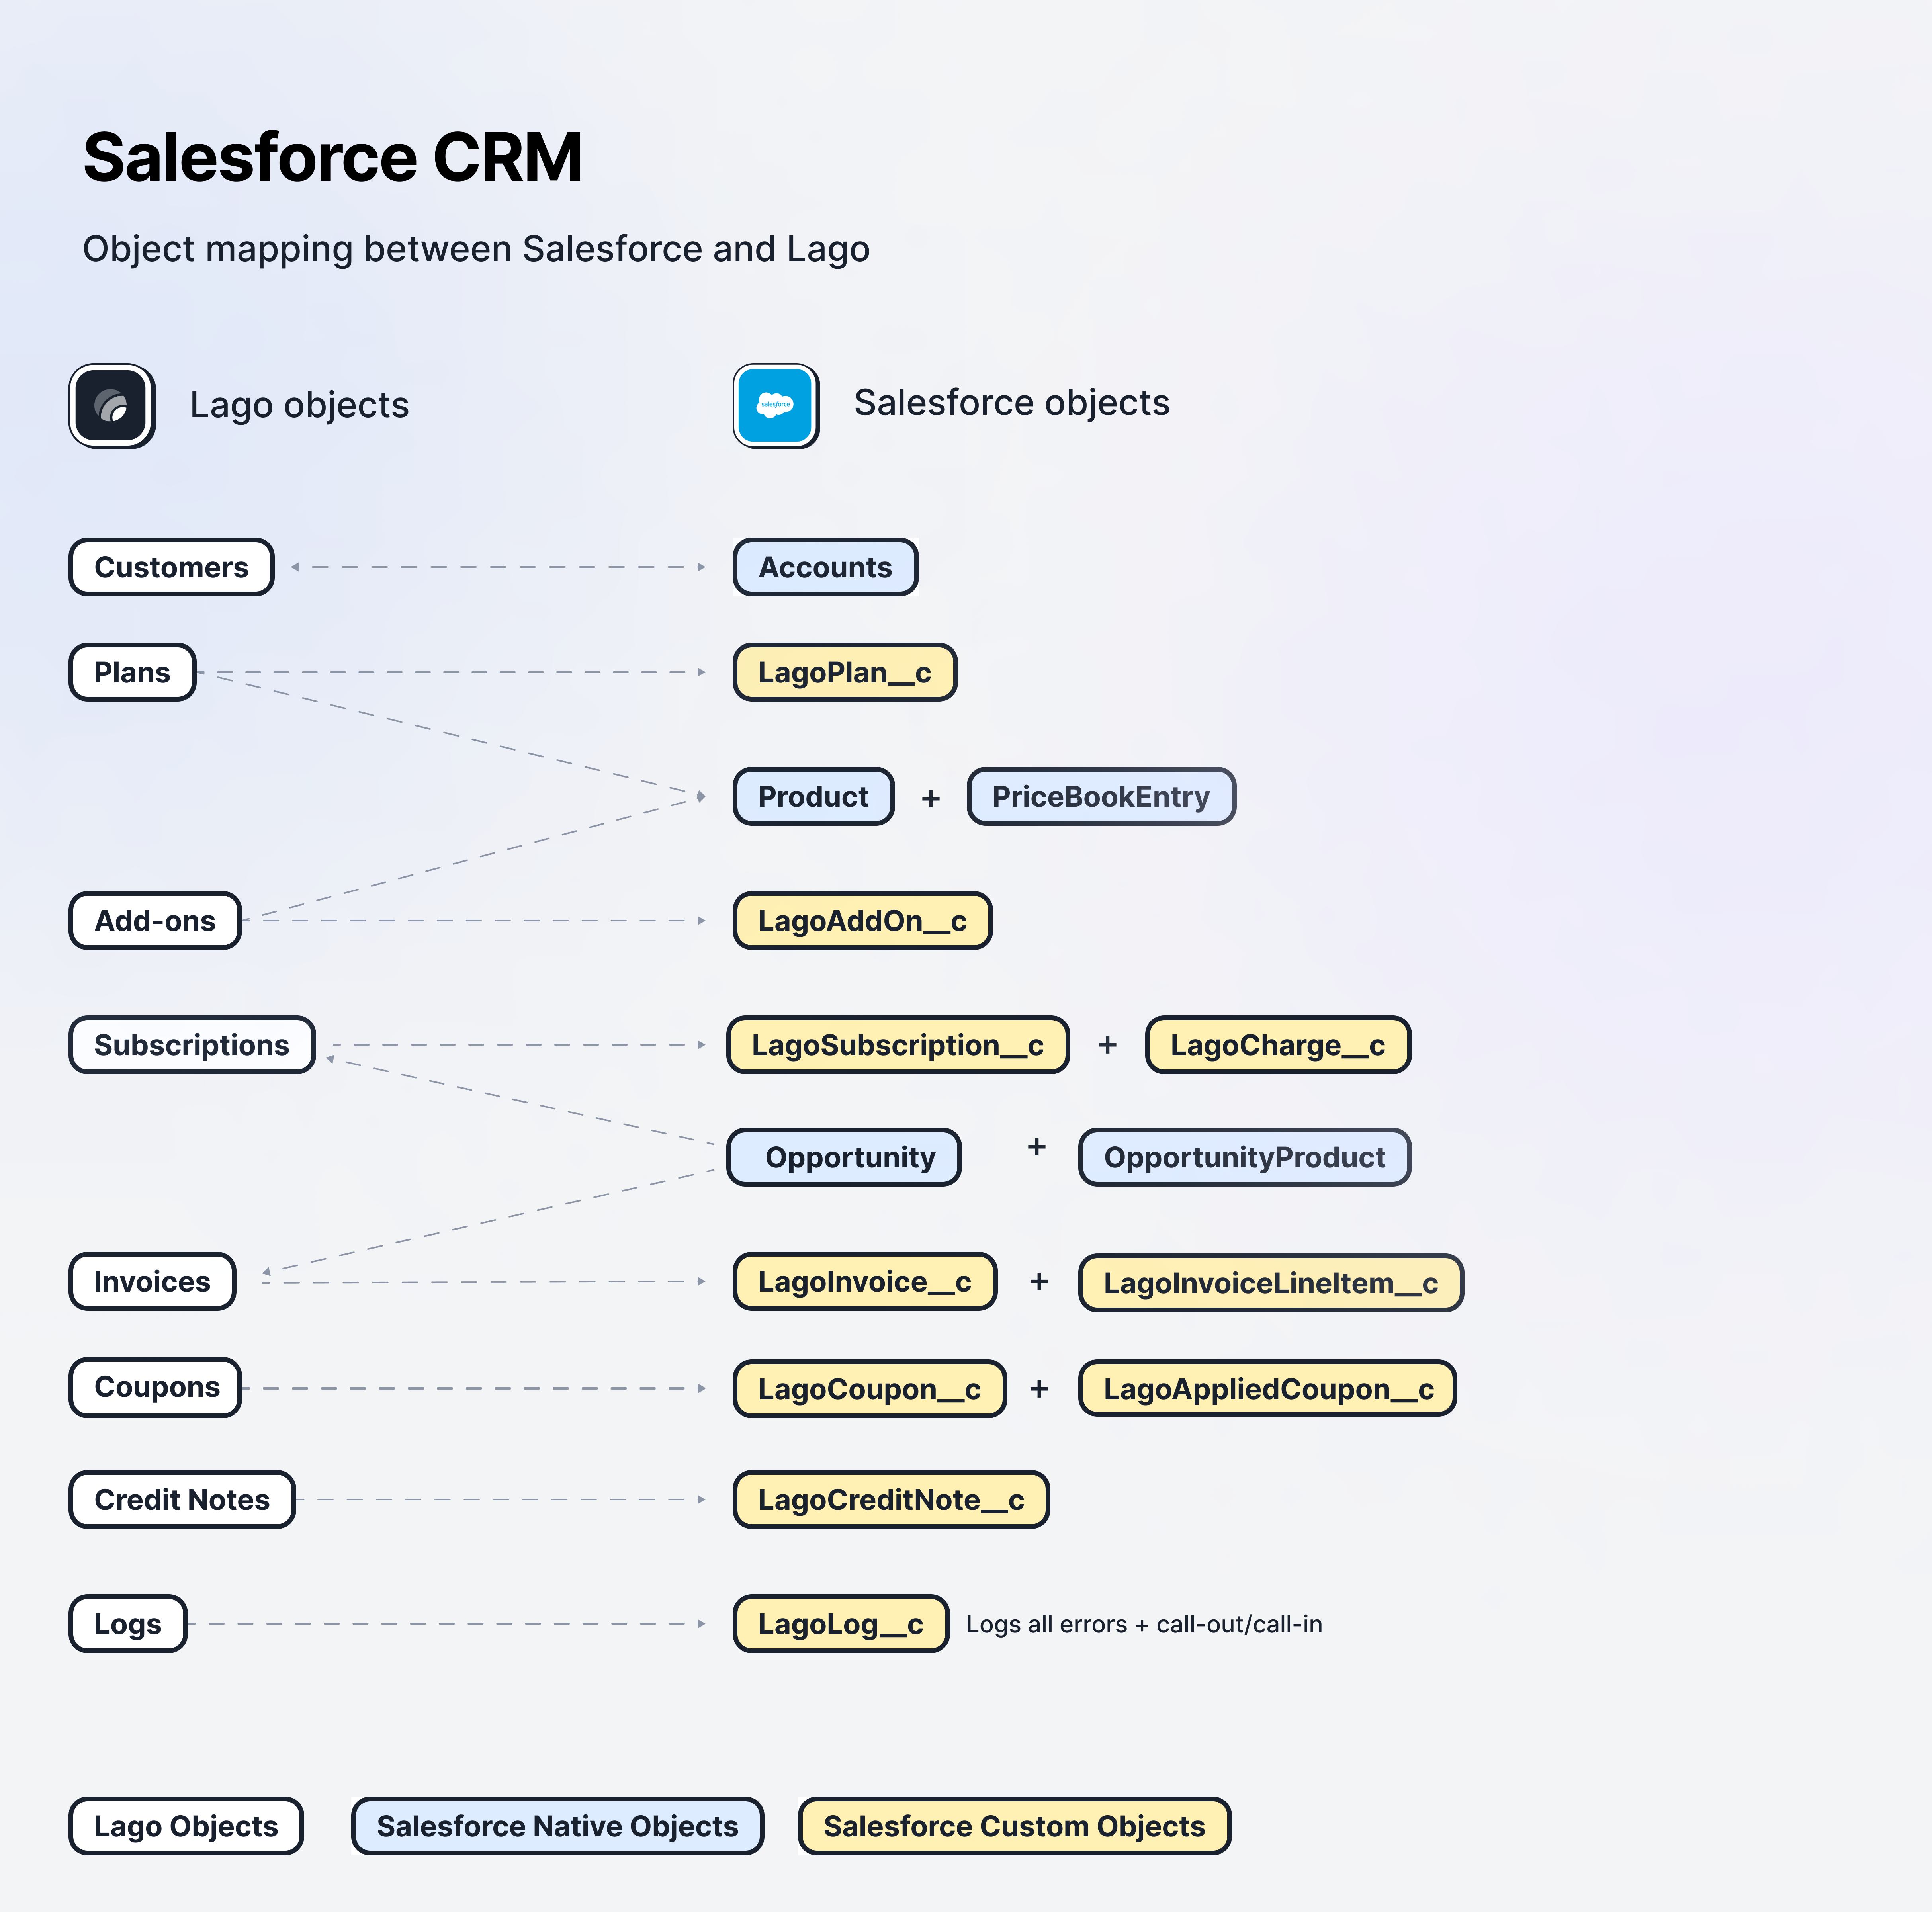 Salesforce CRM
Object mapping between Salesforce and Lago
Lago objects
salesforce
Salesforce objects
Customers
Accounts
Plans
LagoPlan__c
Product + PriceBookEntry
Add-ons
LagoAddOn__c
Subscriptions
LagoSubscription__c + LagoCharge__c
Opportunity + OpportunityProduct
Invoices
LagoInvoice__c + LagoInvoiceLineItem__c
Coupons
LagoCoupon__c + LagoAppliedCoupon__c
Credit Notes
LagoCreditNote__c
Logs
LagoLog__c Logs all errors + call-out/call-in
Lago Objects
Salesforce Native Objects
Salesforce Custom Objects